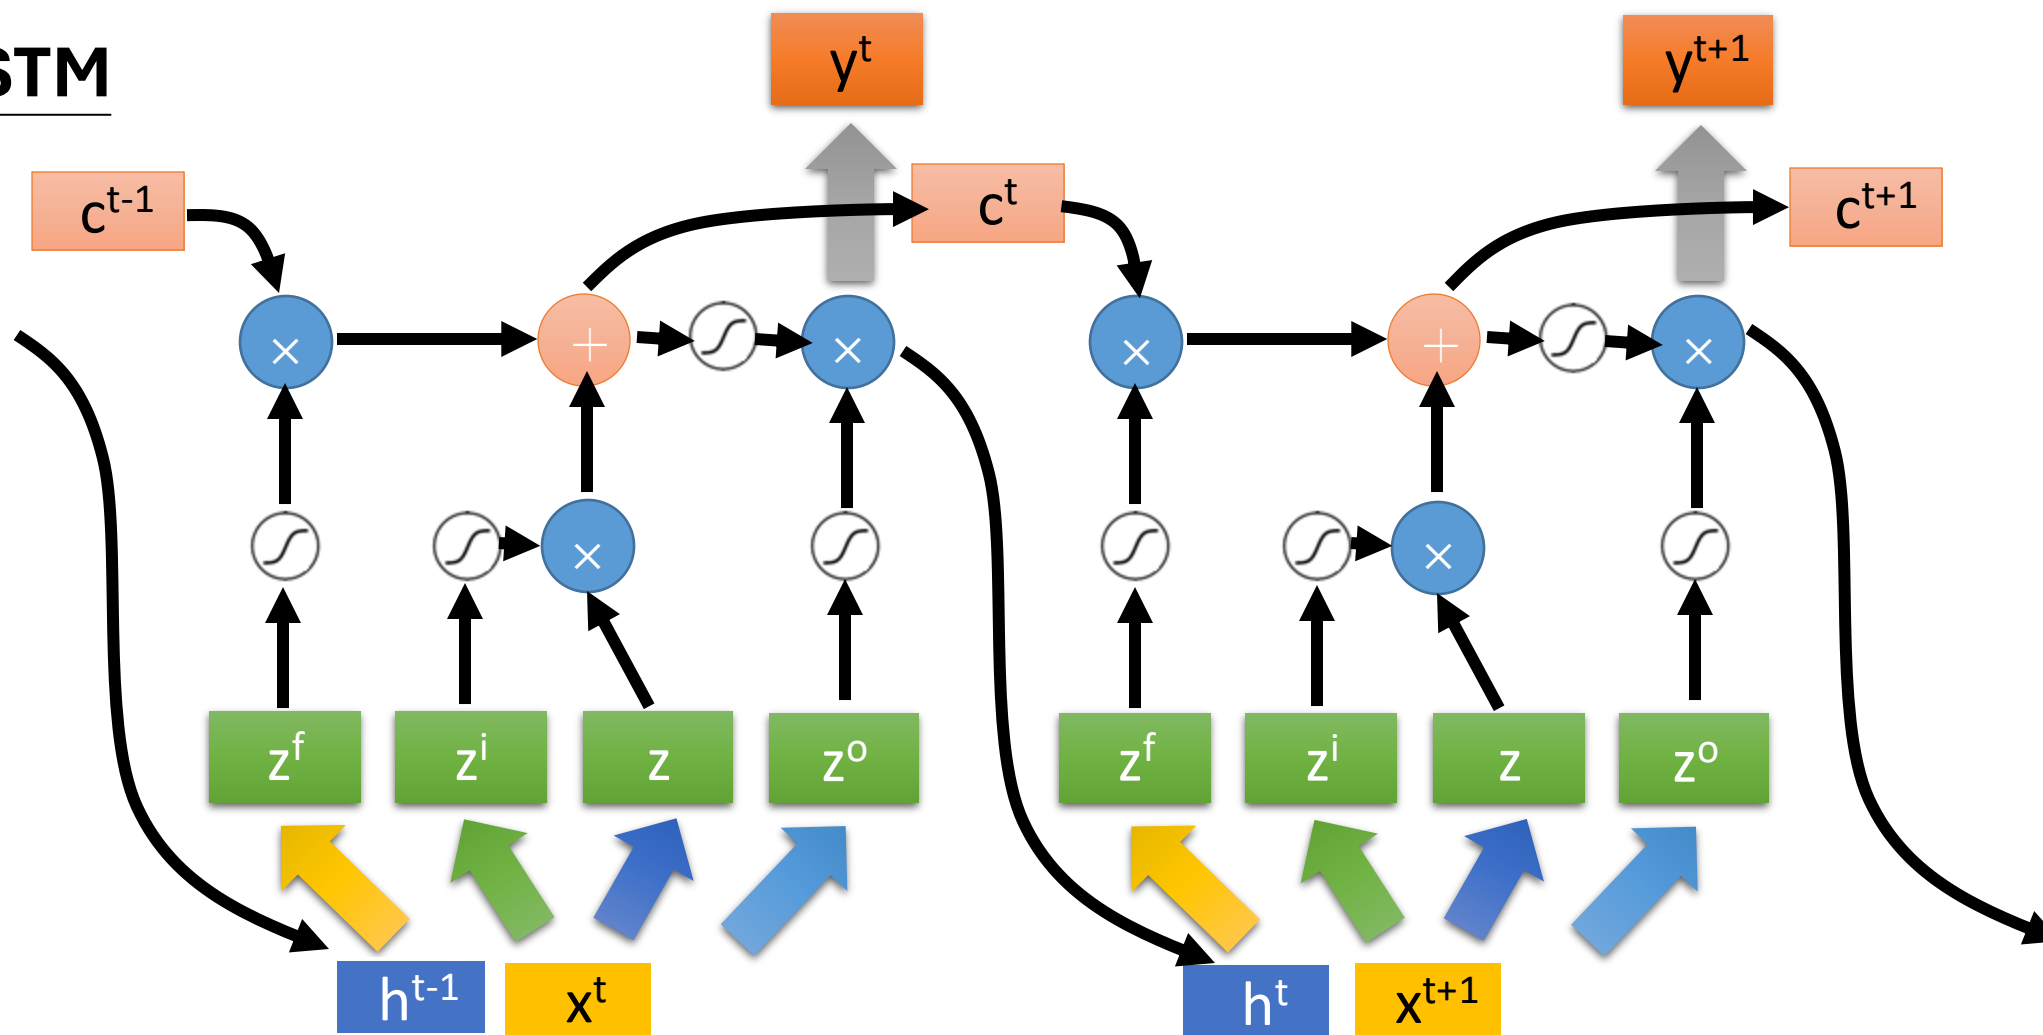 STM
y^t
y^t+1
c^t-1
c^t
c^t+1
× + × × + ×
× ×
z^f z^i z z^o z^f z^i z z^o
h^t-1 x^t h^t x^t+1